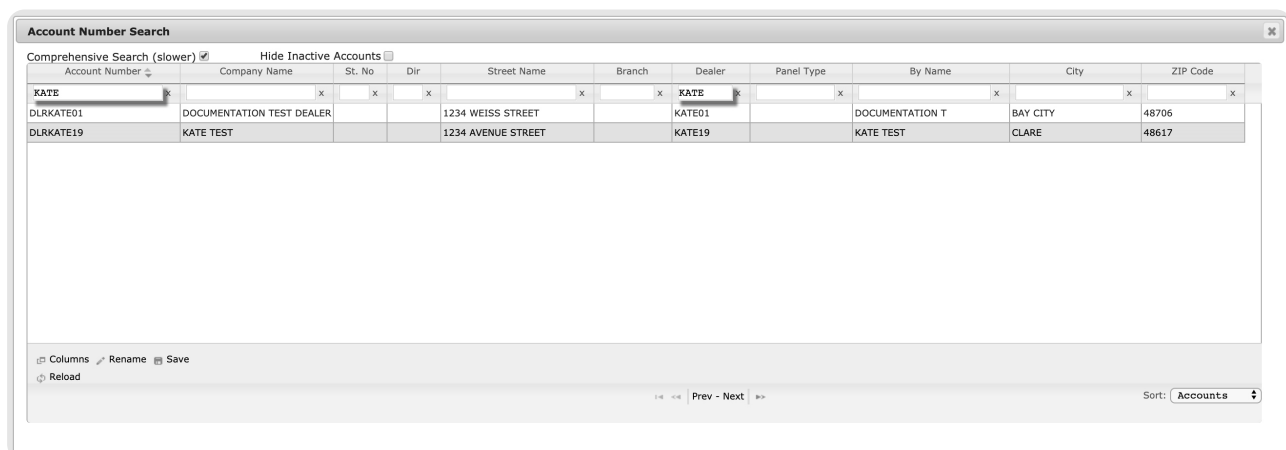 Account Number Search
Comprehensive Search (slower) Hide Inactive Accounts
Account Number Company Name St. No Dir Street Name Branch Dealer Panel Type By Name City ZIP Code
KATE x x x x x x KATE x x x x x
DLRKATE01 DOCUMENTATION TEST DEALER 1234 WEISS STREET KATE01 DOCUMENTATION T BAY CITY 48706
DLRKATE19 KATE TEST 1234 AVENUE STREET KATE19 KATE TEST CLARE 48617
Columns Rename Save
Reload
Prev - Next Sort: Accounts